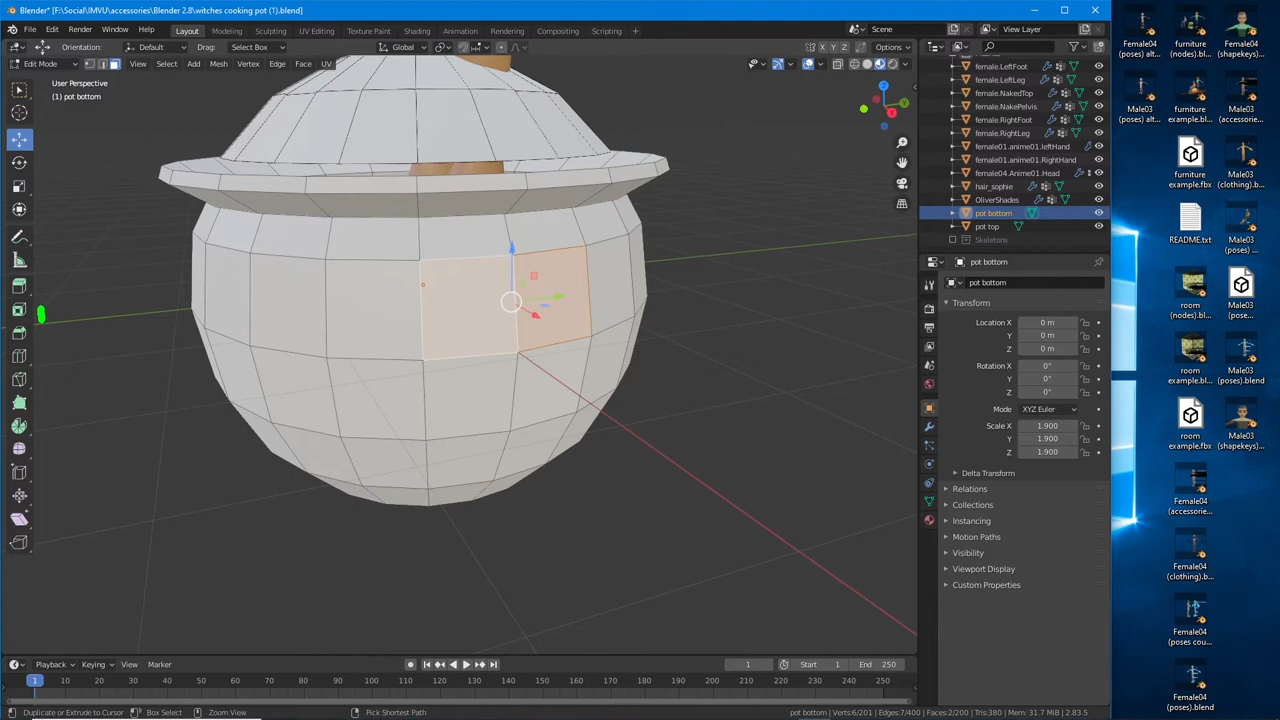 Blender* [F:\Social\IMVU\accessories\Blender 2.8\witches cooking pot (1).blend]
File Edit Render Window Help Layout Modeling Sculpting UV Editing Texture Paint Shading Animation Rendering Compositing Scripting Scene View Layer
Orientation: Default Drag: Select Box Global X Y Z Options
Edit Mode View Select Add Mesh Vertex Edge Face UV
User Perspective
(1) pot bottom
female.LeftFoot
female.LeftLeg
female.NakedTop
female.NakePelvis
female.RightFoot
female.RightLeg
female01.anime01.leftHand
female01.anime01.RightHand
female04.Anime01.Head
hair_sophie
OliverShades
pot bottom
pot top
Skeletons
pot bottom
pot bottom
Transform
Location X 0 m
Y 0 m
Z 0 m
Rotation X 0°
Y 0°
Z 0°
Mode XYZ Euler
Scale X 1.900
Y 1.900
Z 1.900
Delta Transform
Relations
Collections
Instancing
Motion Paths
Visibility
Viewport Display
Custom Properties
Playback Keying View Marker 1 Start 1 End 250
1 10 20 30 40 50 60 70 80 90 100 110 120 130 140 150 160 170 180 190 200 210 220 230 240 250
Duplicate or Extrude to Cursor Box Select Zoom View Pick Shortest Path pot bottom | Verts:6/201 | Edges:7/400 | Faces:2/200 | Tris:380 | Mem: 31.7 MiB | 2.83.5
Female04
(poses) alt...
furniture
(nodes).bl...
Female04
(shapekeys)...
Male03
(poses) alt...
furniture
example.bl...
Male03
(accessorie...
furniture
example.fbx
Male03
(clothing).bl...
README.txt
Male03
(poses ...
room
(nodes).bl...
room
example.fbx
room
example.bl...
Male03
(poses).blend
room
example.fbx
Male03
(shapekeys)...
Female04
(accessorie...
Female04
(clothing).bl...
Female04
(poses cou...
Female04
(poses).blend